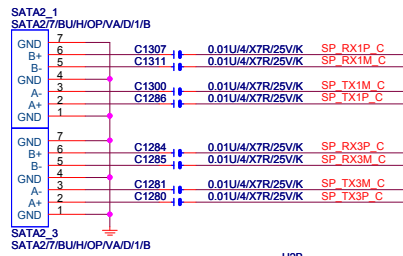 SATA2_1
SATA2/7/BU/H/OP/VA/D/1/B
GND 7
B+ 6 C1307 0.01U/4/X7R/25V/K SP_RX1P_C
B- 5 C1311 0.01U/4/X7R/25V/K SP_RX1M_C
GND 4
A- 3 C1300 0.01U/4/X7R/25V/K SP_TX1M_C
A+ 2 C1286 0.01U/4/X7R/25V/K SP_TX1P_C
GND 1
GND 7
B+ 6 C1284 0.01U/4/X7R/25V/K SP_RX3P_C
B- 5 C1285 0.01U/4/X7R/25V/K SP_RX3M_C
GND 4
A- 3 C1281 0.01U/4/X7R/25V/K SP_TX3M_C
A+ 2 C1280 0.01U/4/X7R/25V/K SP_TX3P_C
GND 1
SATA2_3
SATA2/7/BU/H/OP/VA/D/1/B